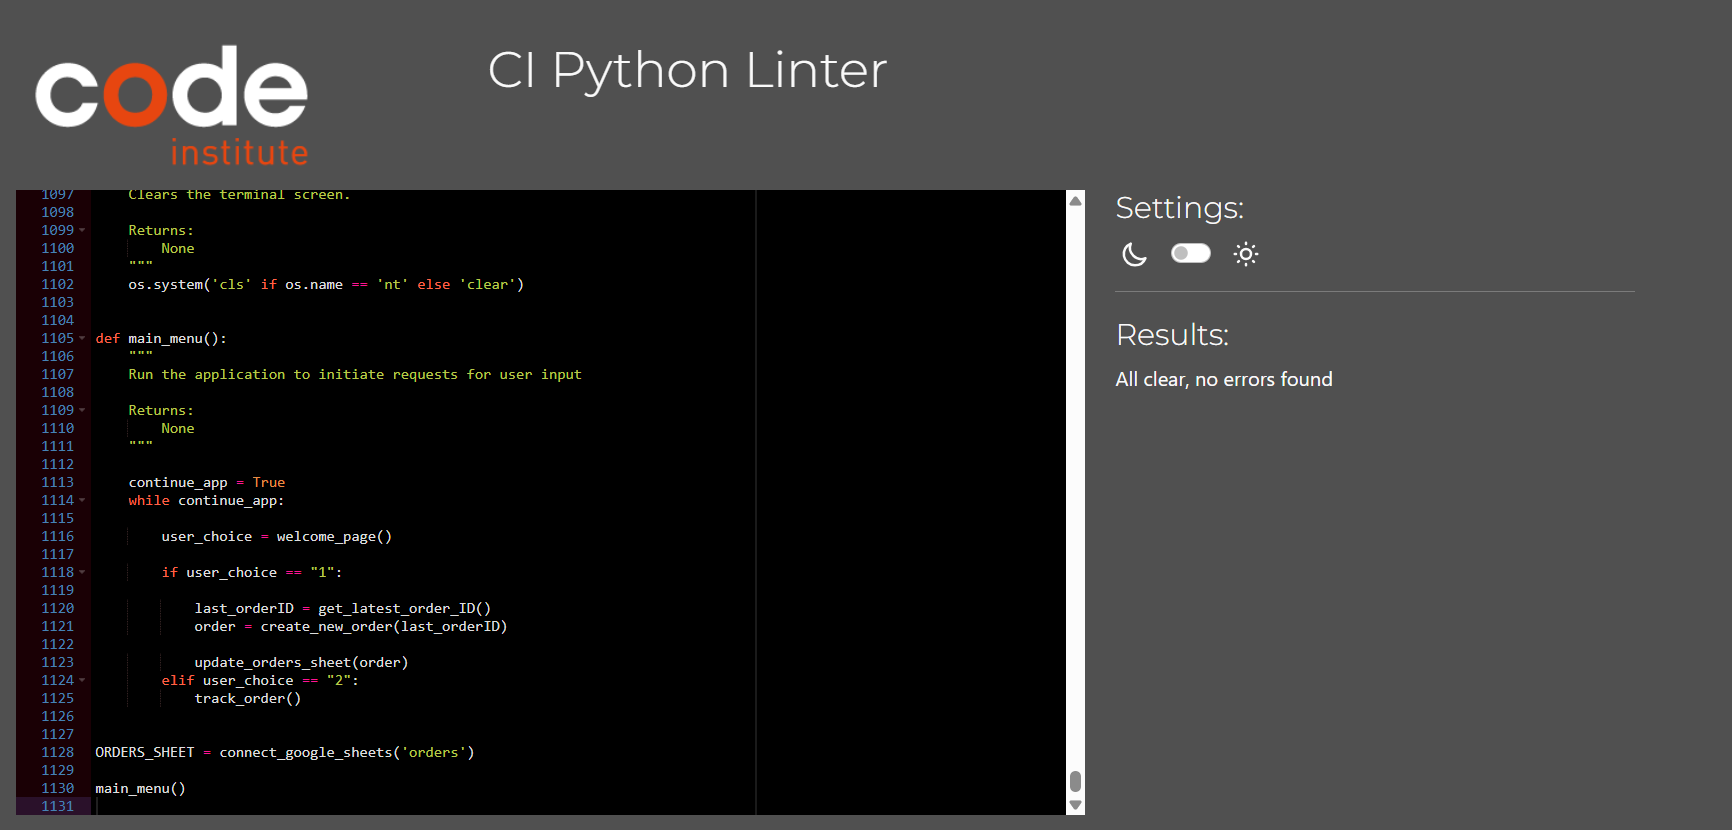 code
institute
CI Python Linter
1097 Clears the terminal screen.
1098
1099 Returns:
1100 None
1101 """
1102 os.system('cls' if os.name == 'nt' else 'clear')
1103
1104
1105 def main_menu():
1106 """
1107 Run the application to initiate requests for user input
1108
1109 Returns:
1110 None
1111 """
1112
1113 continue_app = True
1114 while continue_app:
1115
1116 user_choice = welcome_page()
1117
1118 if user_choice == "1":
1119
1120 last_orderID = get_latest_order_ID()
1121 order = create_new_order(last_orderID)
1122
1123 update_orders_sheet(order)
1124 elif user_choice == "2":
1125 track_order()
1126
1127
1128 ORDERS_SHEET = connect_google_sheets('orders')
1129
1130 main_menu()
1131
Settings:
Results:
All clear, no errors found